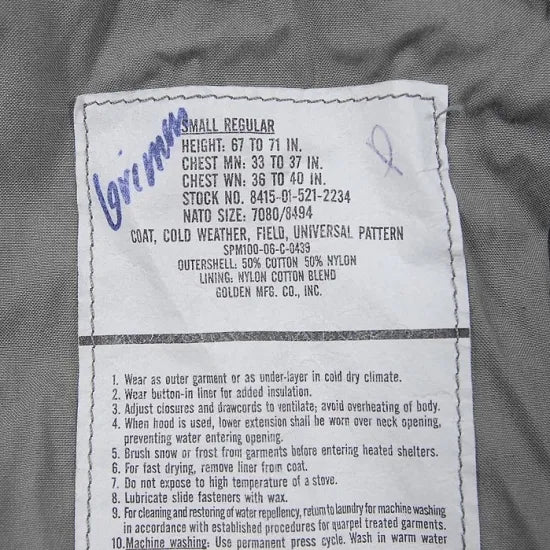 Grimm
SMALL REGULAR
HEIGHT: 67 TO 71 IN.
CHEST MN: 33 TO 37 IN.
CHEST WN: 36 TO 40 IN.
STOCK NO. 8415-01-521-2234
NATO SIZE: 7080/8494
COAT, COLD WEATHER, FIELD, UNIVERSAL PATTERN
SPM100-06-C-0439
OUTERSHELL: 50% COTTON 50% NYLON
LINING: NYLON COTTON BLEND
GOLDEN MFG. CO., INC.
1. Wear as outer garment or as under-layer in cold dry climate.
2. Wear button-in liner for added insulation.
3. Adjust closures and drawcords to ventilate; avoid overheating of body.
4. When hood is used, lower extension shall be worn over neck opening,
preventing water entering opening.
5. Brush snow or frost from garments before entering heated shelters.
6. For fast drying, remove liner from coat.
7. Do not expose to high temperature of a stove.
8. Lubricate slide fasteners with wax.
9. For cleaning and restoring of water repellency, return to laundry for machine washing
in accordance with established procedures for quarpel treated garments.
10. Machine washing: Use permanent press cycle. Wash in warm water